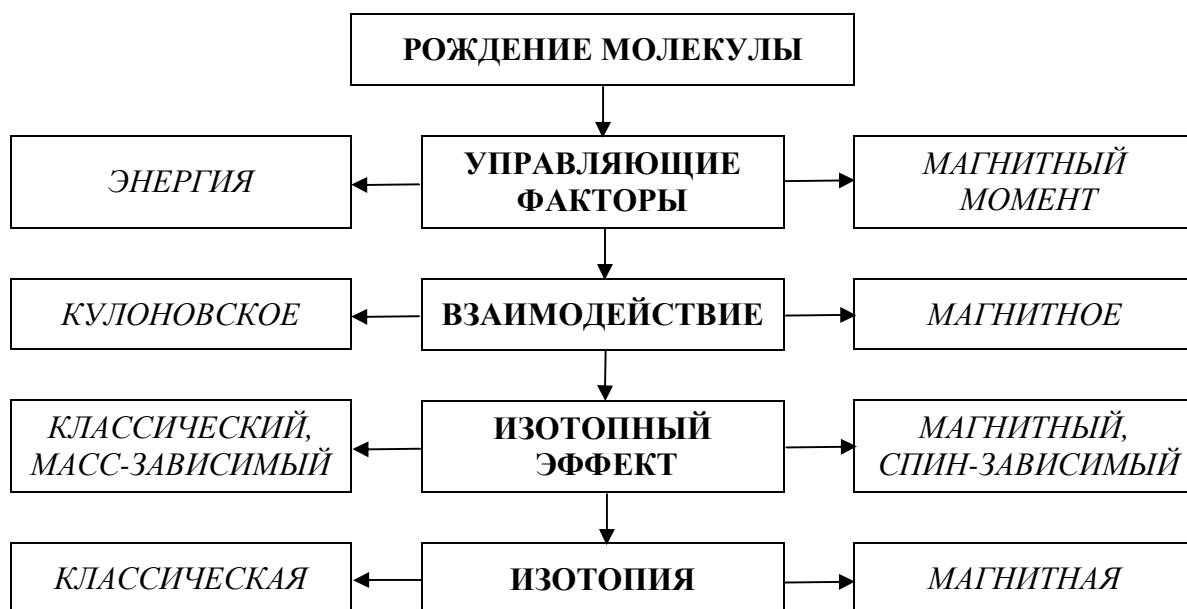 РОЖДЕНИЕ МОЛЕКУЛЫ
ЭНЕРГИЯ
УПРАВЛЯЮЩИЕ
ФАКТОРЫ
МАГНИТНЫЙ
МОМЕНТ
КУЛОНОВСКОЕ
ВЗАИМОДЕЙСТВИЕ
МАГНИТНОЕ
КЛАССИЧЕСКИЙ,
МАСС-ЗАВИСИМЫЙ
ИЗОТОПНЫЙ
ЭФФЕКТ
МАГНИТНЫЙ,
СПИН-ЗАВИСИМЫЙ
КЛАССИЧЕСКАЯ
ИЗОТОПИЯ
МАГНИТНАЯ